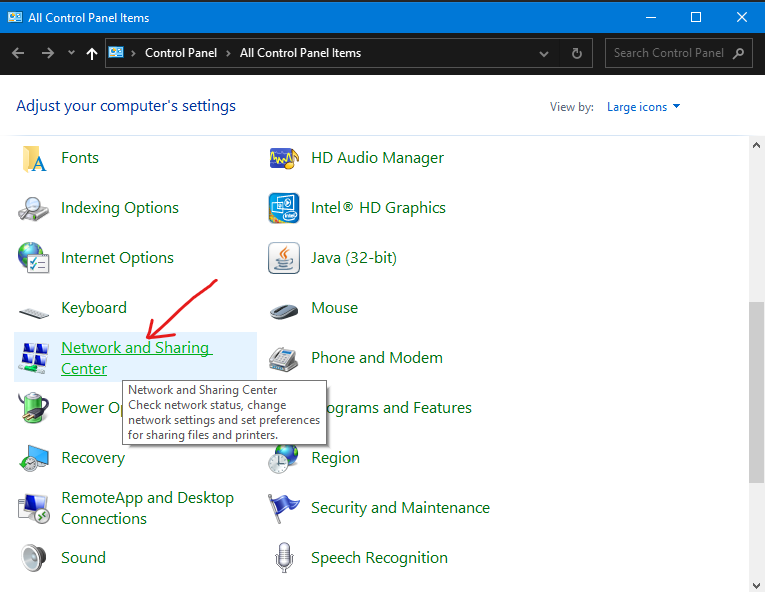 All Control Panel Items
Control Panel > All Control Panel Items
Search Control Panel
Adjust your computer's settings
View by: Large icons
Fonts
HD Audio Manager
Indexing Options
Intel® HD Graphics
Internet Options
Java (32-bit)
Keyboard
Mouse
Network and Sharing
Center
Phone and Modem
Network and Sharing Center
Check network status, change
network settings and set preferences
for sharing files and printers.
Power Op
ograms and Features
Recovery
Region
RemoteApp and Desktop
Connections
Security and Maintenance
Sound
Speech Recognition